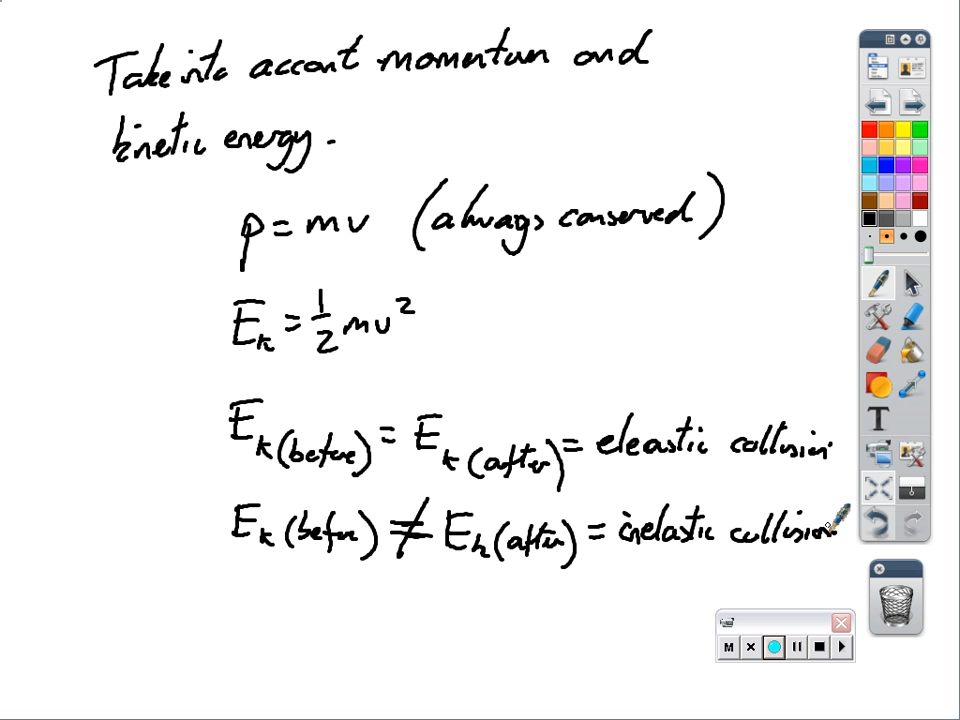 Take into accont momentum and
kinetic energy.
p = mv (always conserved)
Ek = 1/2 mv²
Ek (before) = Ek (after) = eleastic collision
Ek (before) ≠ Ek (after) = inelastic collision
T
M